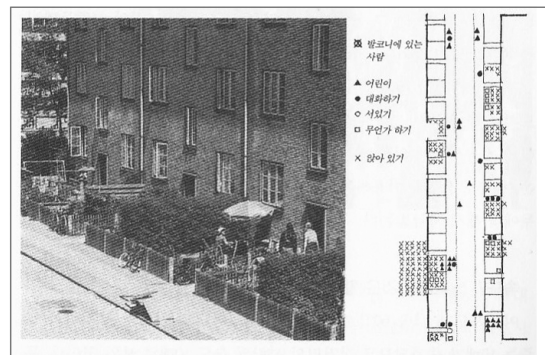 발코니에 있는
사람
어린이
대화하기
서있기
무언가 하기
앉아 있기